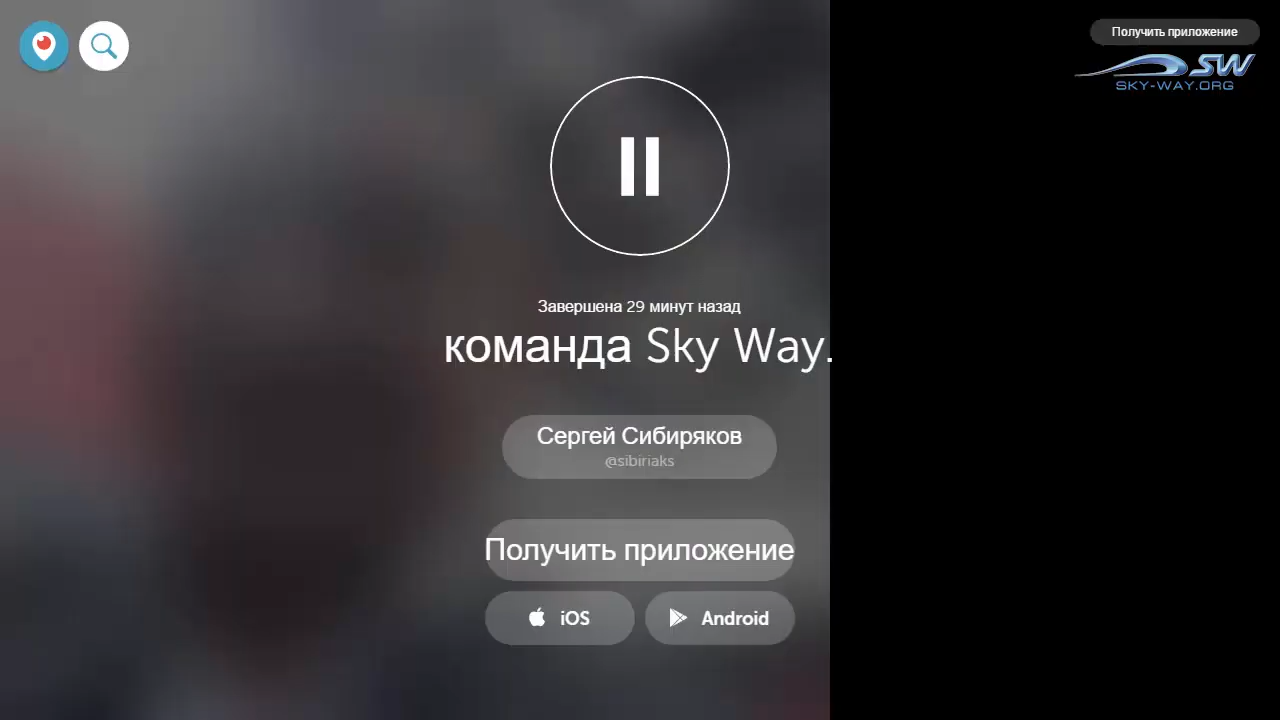 Получить приложение
SW
SKY-WAY.ORG
Завершена 29 минут назад
команда Sky Way.
Сергей Сибиряков
@sibiriaks
Получить приложение
iOS
Android